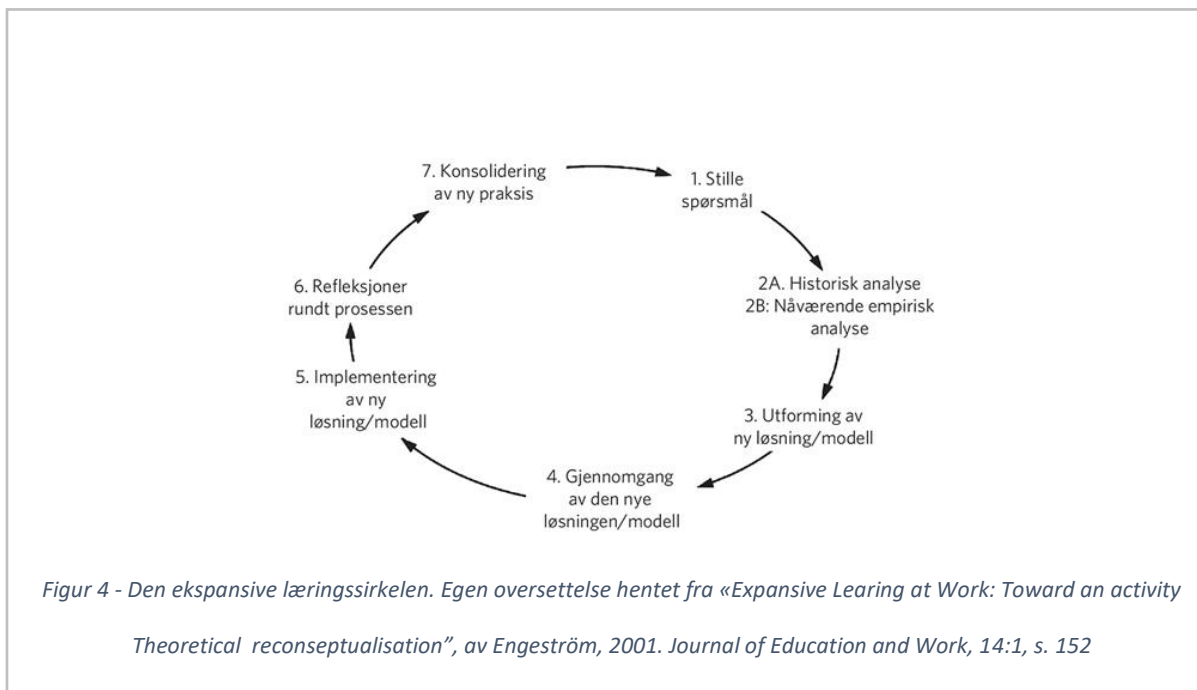 7. Konsolidering
av ny praksis
1. Stille
spørsmål
2A. Historisk analyse
2B: Nåværende empirisk
analyse
3. Utforming av
ny løsning/modell
4. Gjennomgang
av den nye
løsningen/modell
5. Implementering
av ny
løsning/modell
6. Refleksjoner
rundt prosessen
Figur 4 - Den ekspansive læringssirkelen. Egen oversettelse hentet fra «Expansive Learing at Work: Toward an activity
Theoretical reconseptualisation”, av Engeström, 2001. Journal of Education and Work, 14:1, s. 152